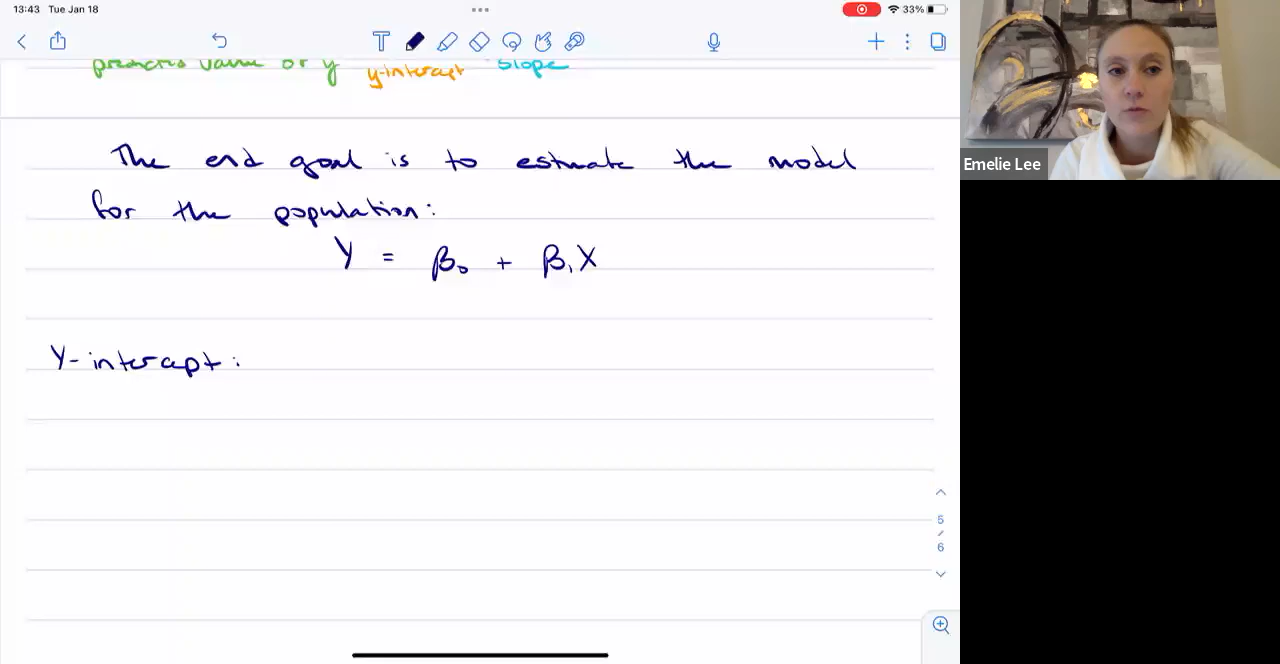 13:43 Tue Jan 18
33%
predicted value of y
y-intercept
slope
The end goal is to estimate the model
for the population:
Y = β₀ + β₁X
Y-intercept:
5
6
Emelie Lee